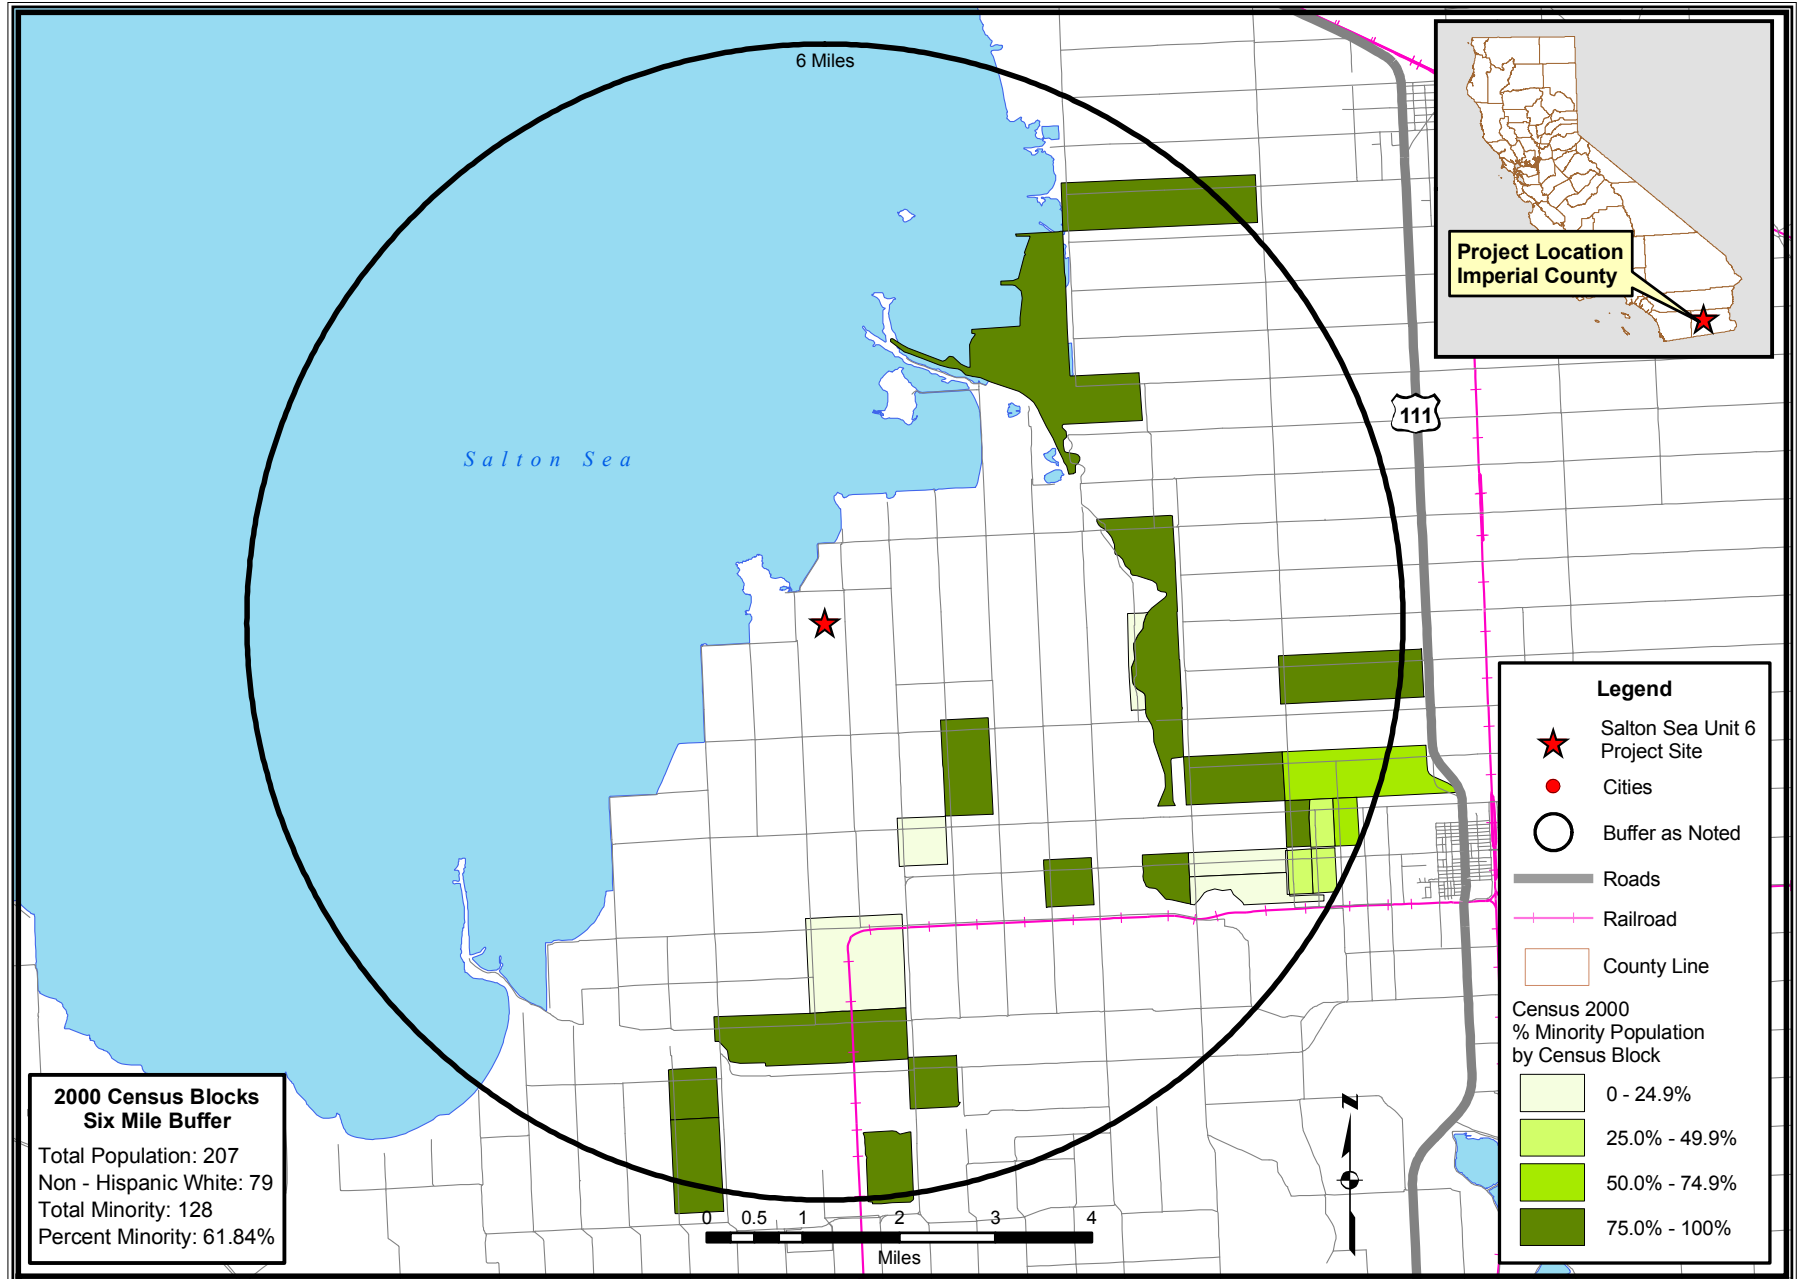 6 Miles
Project Location
Imperial County
111
Salton Sea
Legend
Salton Sea Unit 6
Project Site
Cities
Buffer as Noted
Roads
Railroad
County Line
Census 2000
% Minority Population
by Census Block
0 - 24.9%
25.0% - 49.9%
50.0% - 74.9%
75.0% - 100%
2000 Census Blocks
Six Mile Buffer
Total Population: 207
Non - Hispanic White: 79
Total Minority: 128
Percent Minority: 61.84%
N
0 0.5 1 2 3 4
Miles